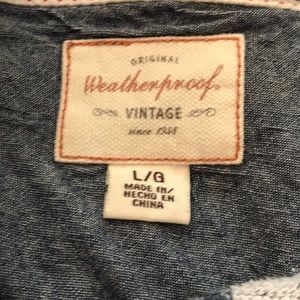 ORIGINAL
Weatherproof
VINTAGE
since 1948
L/G
MADE IN/
HECHO EN
CHINA